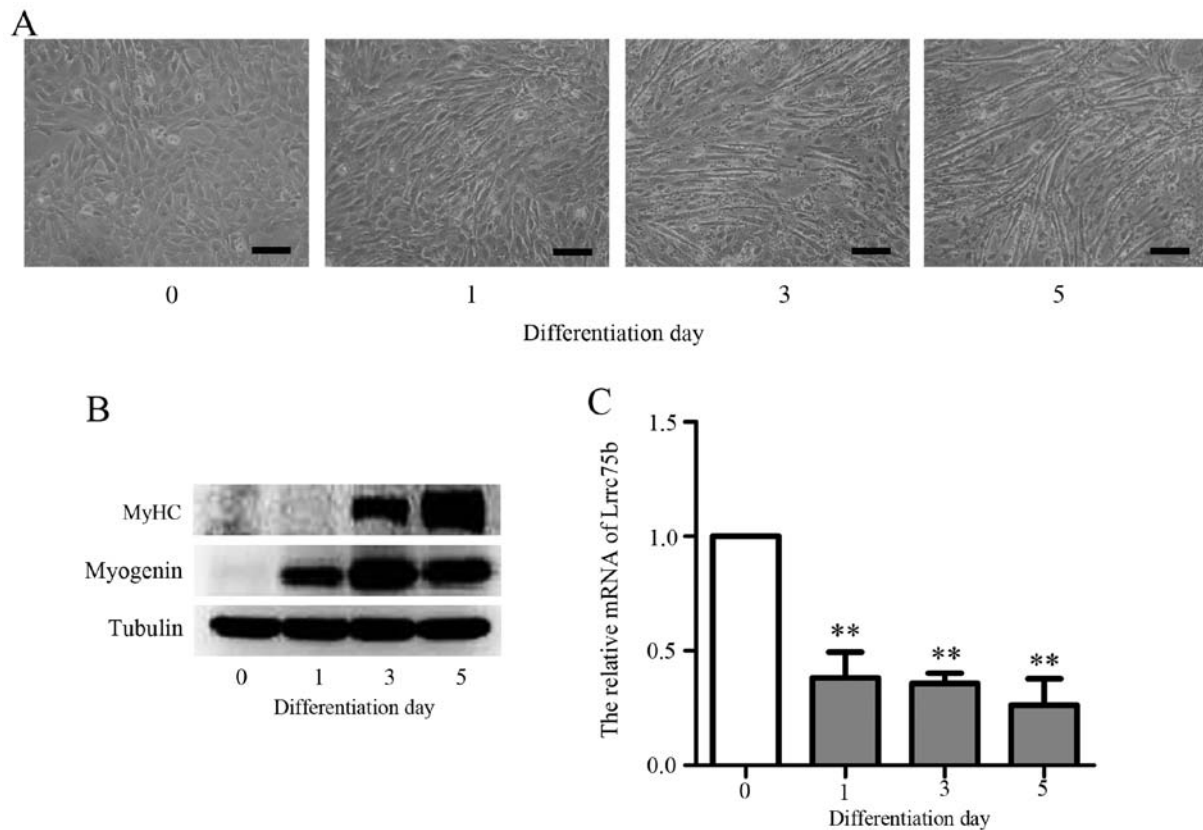 A
0 1 3 5
Differentiation day
B
MyHC
Myogenin
Tubulin
0 1 3 5
Differentiation day
C
The relative mRNA of Lrrc75b
1.5
1.0
0.5
0.0
** ** **
0 1 3 5
Differentiation day